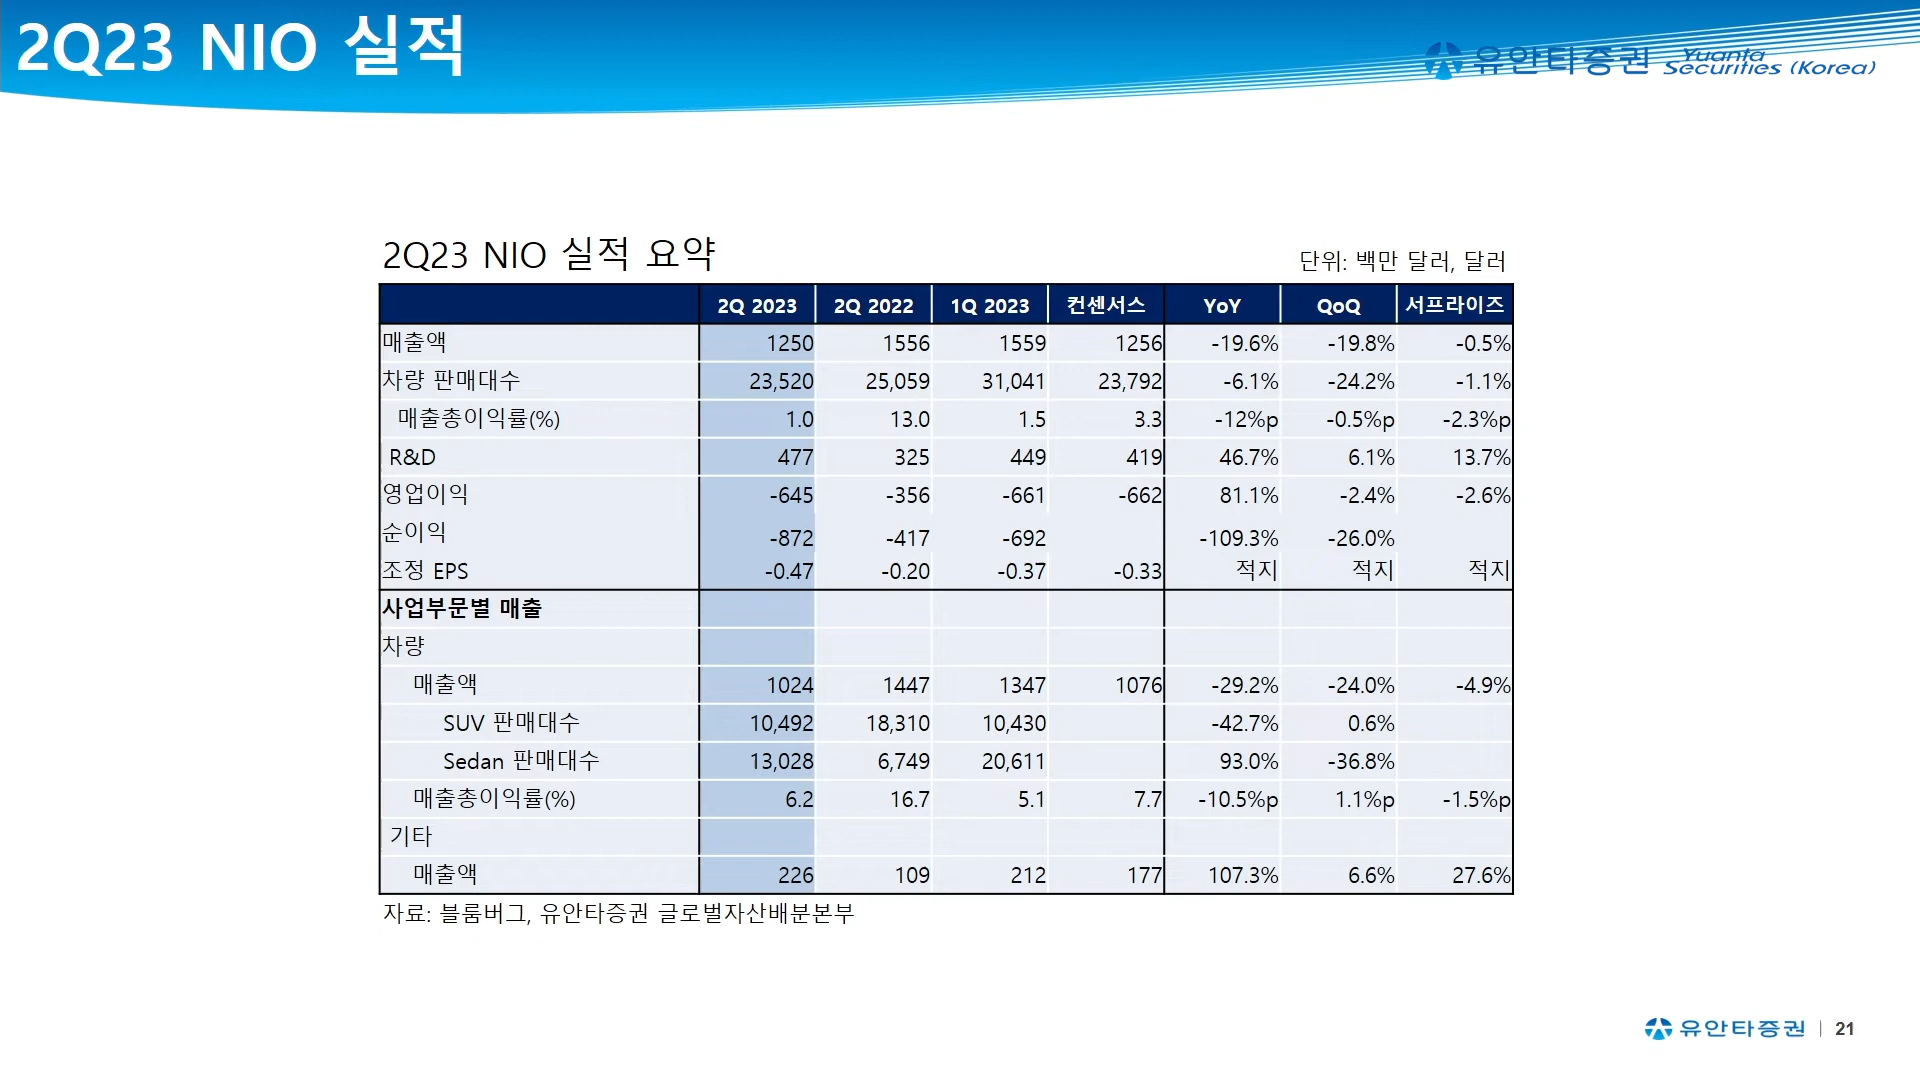 2Q23 NIO 실적
유안타증권 Yuanta Securities (Korea)
2Q23 NIO 실적 요약
단위: 백만 달러, 달러
2Q 2023 2Q 2022 1Q 2023 컨센서스 YoY QoQ 서프라이즈
매출액 1250 1556 1559 1256 -19.6% -19.8% -0.5%
차량 판매대수 23,520 25,059 31,041 23,792 -6.1% -24.2% -1.1%
매출총이익률(%) 1.0 13.0 1.5 3.3 -12%p -0.5%p -2.3%p
R&D 477 325 449 419 46.7% 6.1% 13.7%
영업이익 -645 -356 -661 -662 81.1% -2.4% -2.6%
순이익 -872 -417 -692 -109.3% -26.0%
조정 EPS -0.47 -0.20 -0.37 -0.33 적지 적지 적지
사업부문별 매출
차량
매출액 1024 1447 1347 1076 -29.2% -24.0% -4.9%
SUV 판매대수 10,492 18,310 10,430 -42.7% 0.6%
Sedan 판매대수 13,028 6,749 20,611 93.0% -36.8%
매출총이익률(%) 6.2 16.7 5.1 7.7 -10.5%p 1.1%p -1.5%p
기타
매출액 226 109 212 177 107.3% 6.6% 27.6%
자료: 블룸버그, 유안타증권 글로벌자산배분본부
유안타증권 | 21